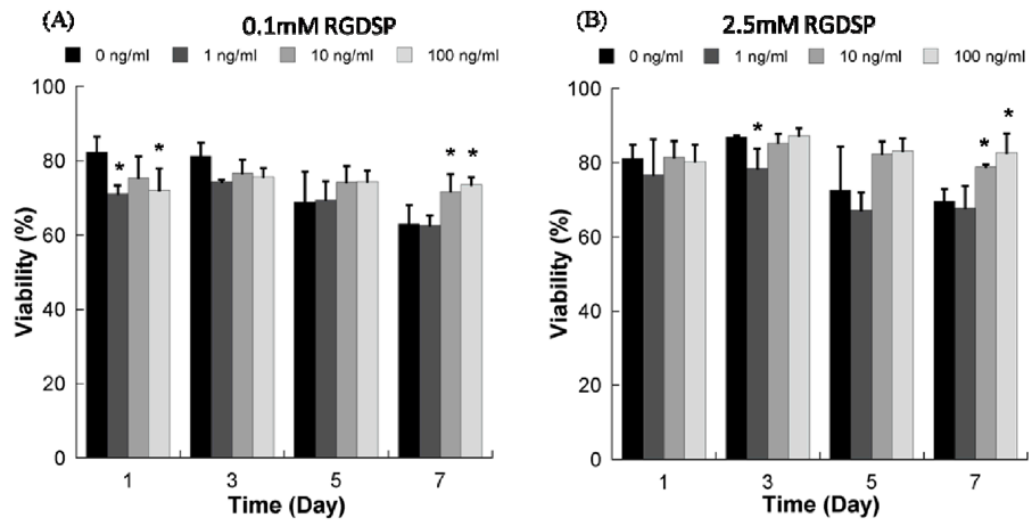 (A)
0.1mM RGDSP
0 ng/ml 1 ng/ml 10 ng/ml 100 ng/ml
100
80
60
40
20
0
Viability (%)
* * * *
1 3 5 7
Time (Day)
(B)
2.5mM RGDSP
0 ng/ml 1 ng/ml 10 ng/ml 100 ng/ml
100
80
60
40
20
0
Viability (%)
* * *
1 3 5 7
Time (Day)